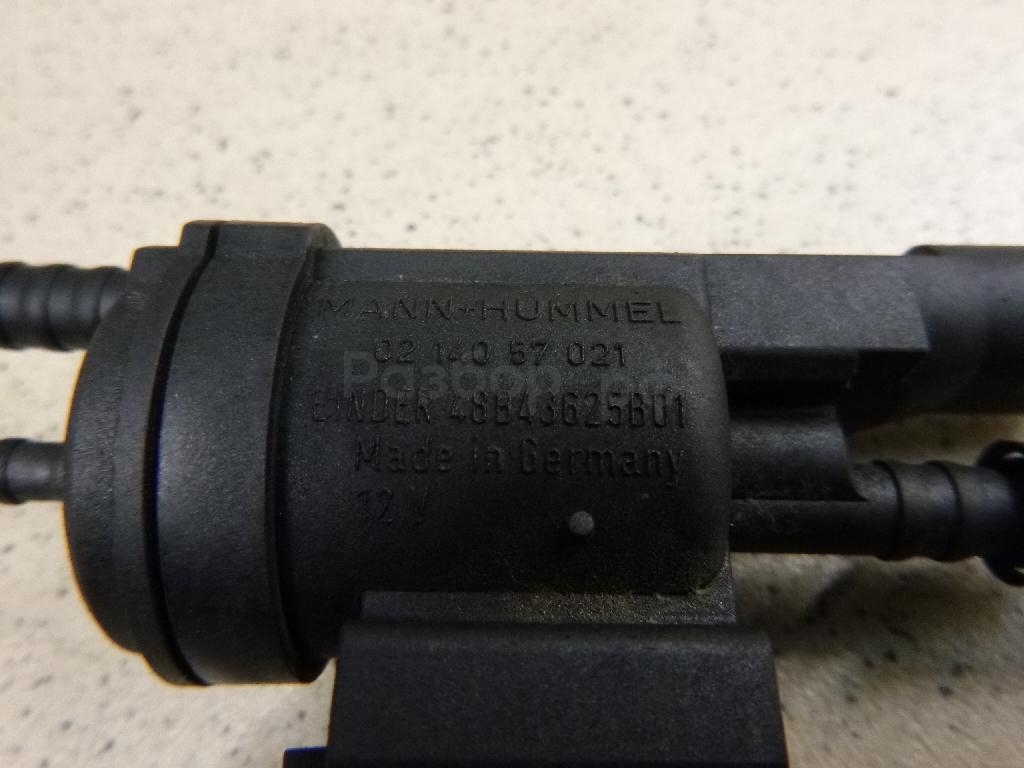 MANN+HUMMEL
02 140 57 021
BINDER 48B43625B01
Made in Germany
12 V